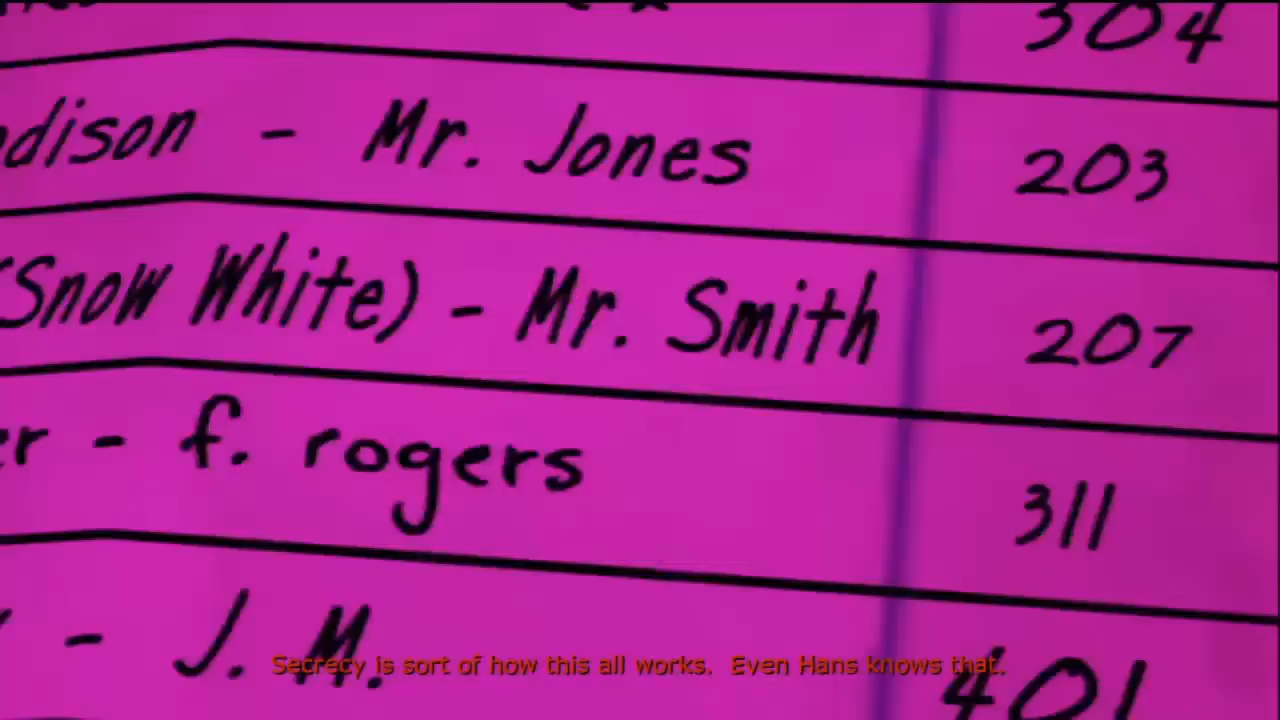 304
adison - Mr. Jones 203
(Snow White) - Mr. Smith 207
er - f. rogers 311
- J. M. 401
Secrecy is sort of how this all works. Even Hans knows that.